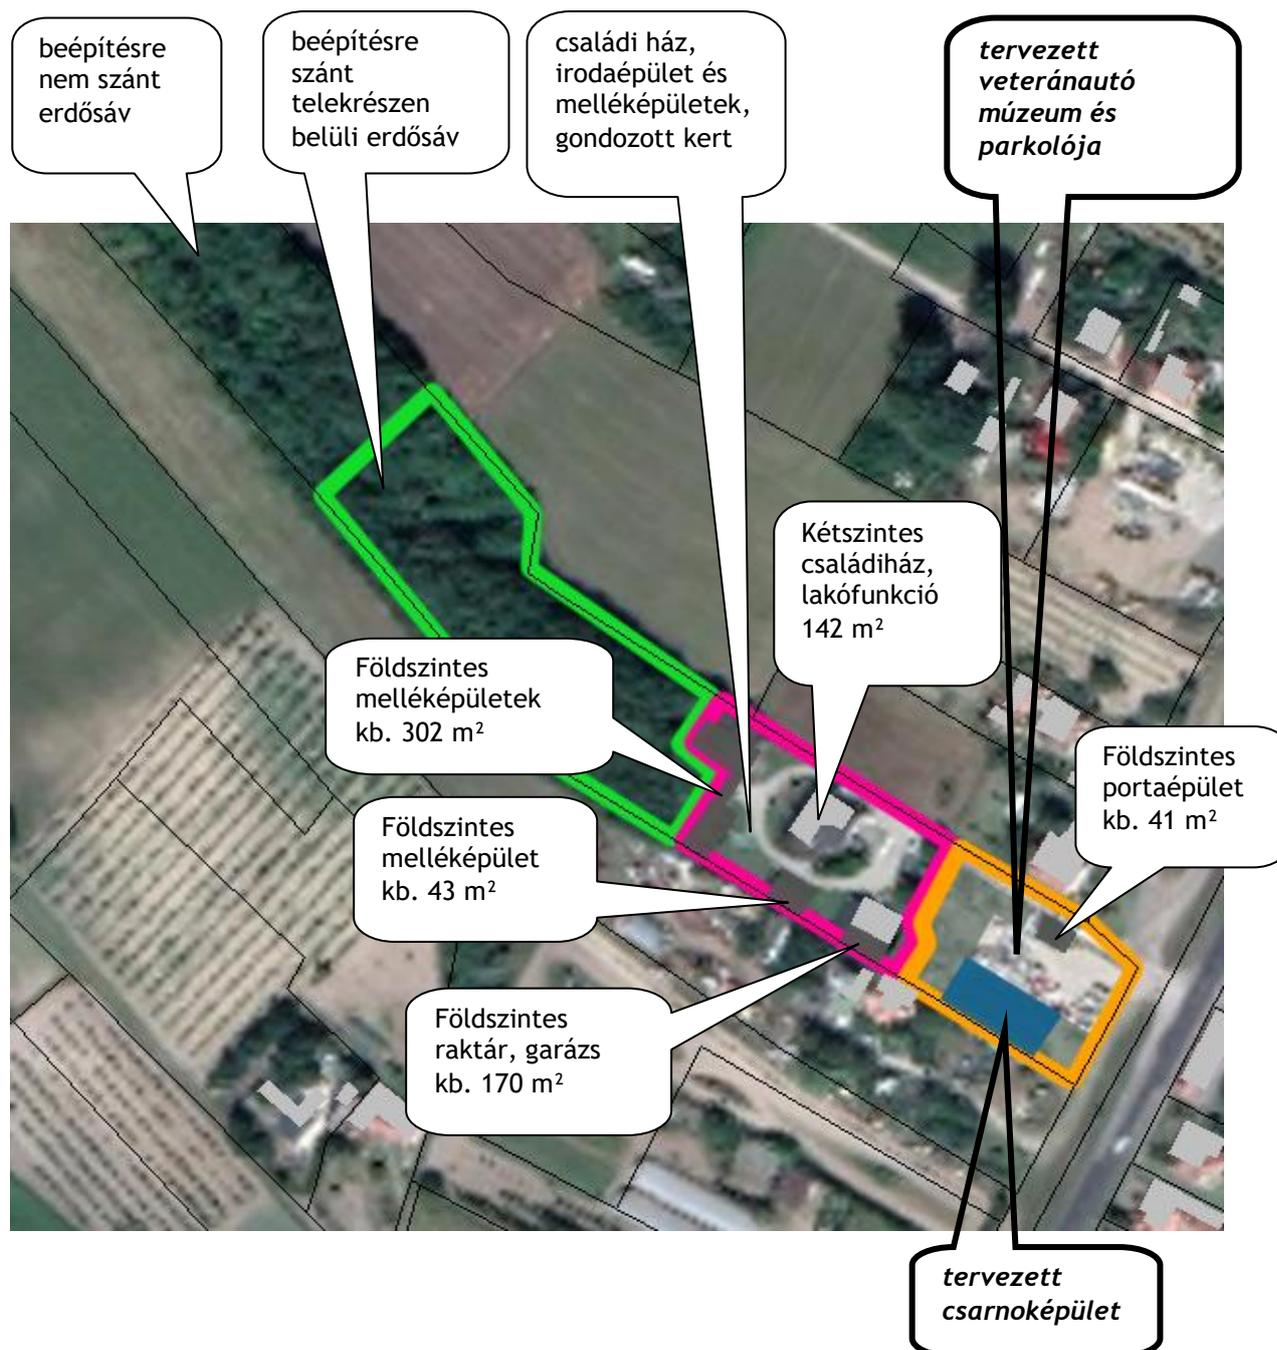 beépítésre
nem szánt
erdősáv
beépítésre
szánt
telekrészen
belüli erdősáv
családi ház,
irodaépület és
melléképületek,
gondozott kert
tervezett
veteránautó
múzeum és
parkolója
Kétszintes
családiház,
lakófunkció
142 m²
Földszintes
melléképületek
kb. 302 m²
Földszintes
portaépület
kb. 41 m²
Földszintes
melléképület
kb. 43 m²
Földszintes
raktár, garázs
kb. 170 m²
tervezett
csarnoképület